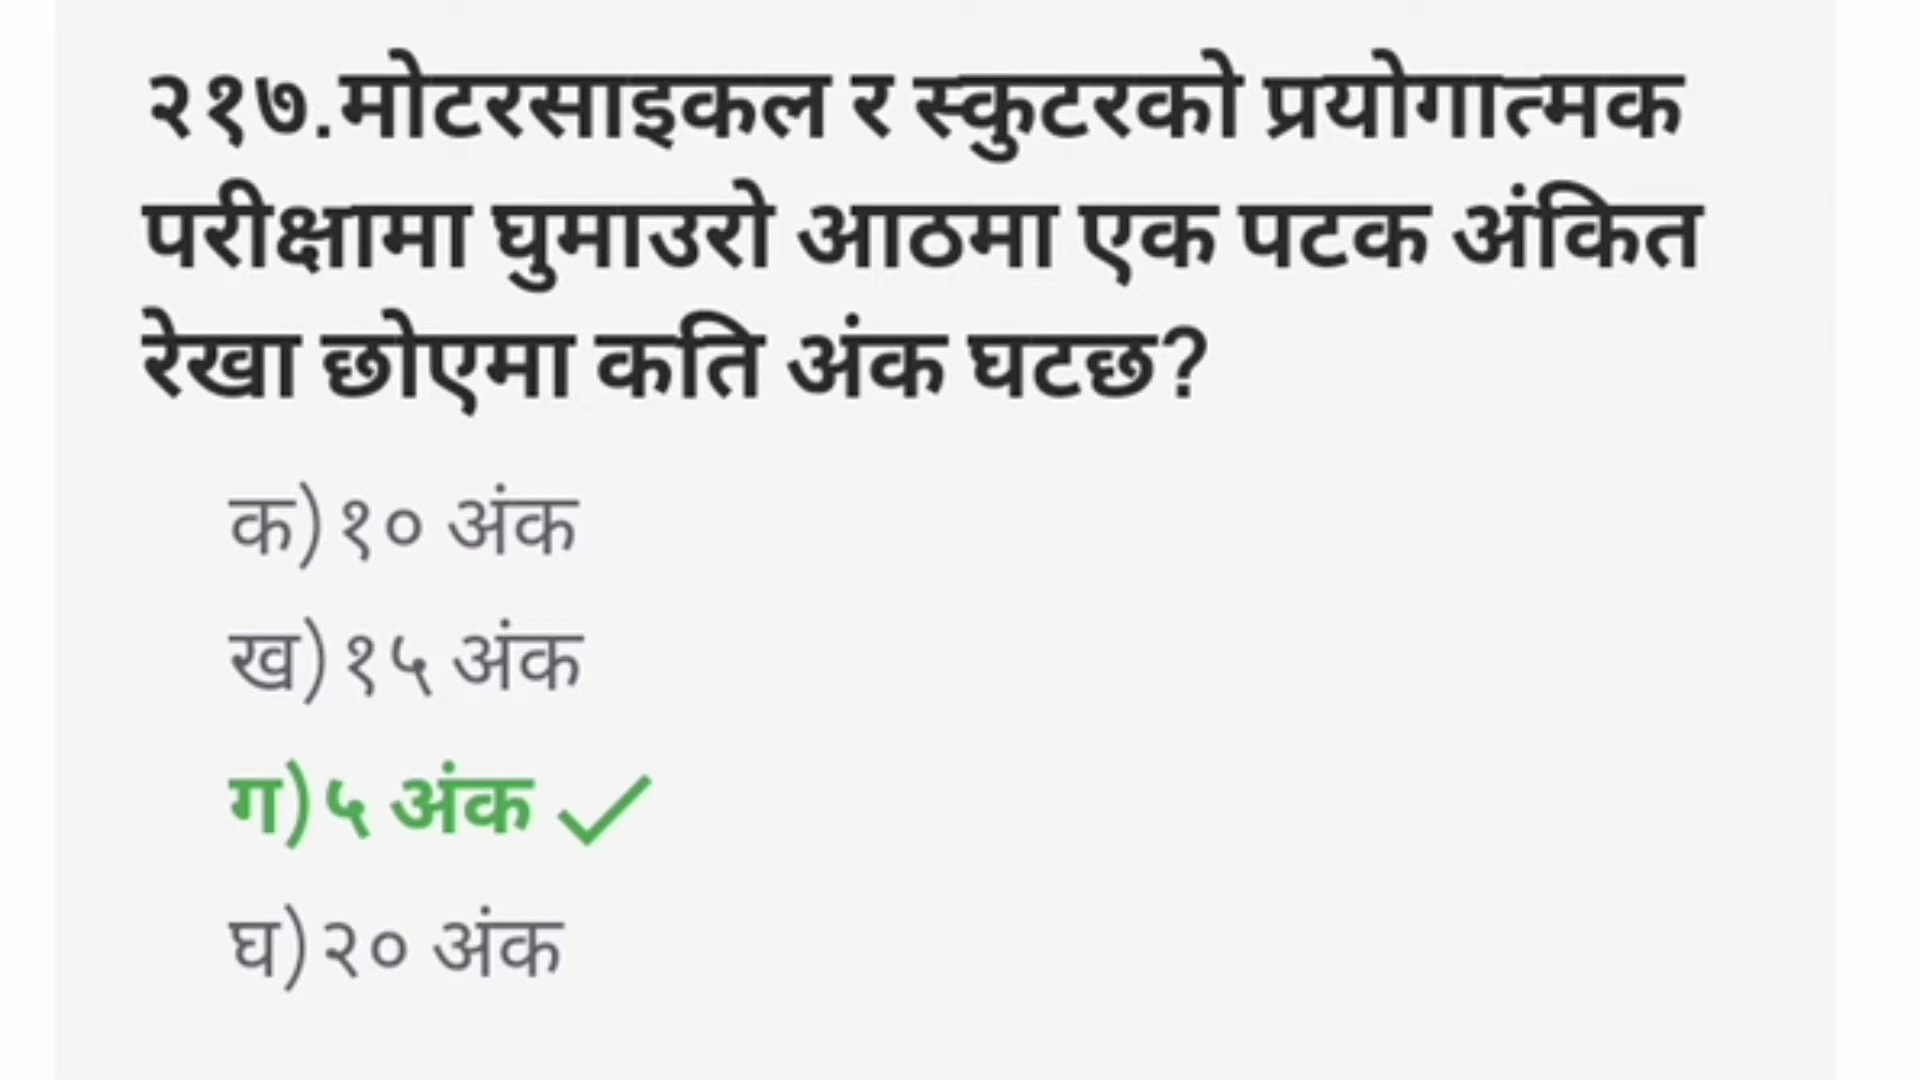 २१७.मोटरसाइकल र स्कुटरको प्रयोगात्मक
परीक्षामा घुमाउरो आठमा एक पटक अंकित
रेखा छोएमा कति अंक घटछ?
क)१० अंक
ख)१५ अंक
ग)५ अंक ✓
घ)२० अंक